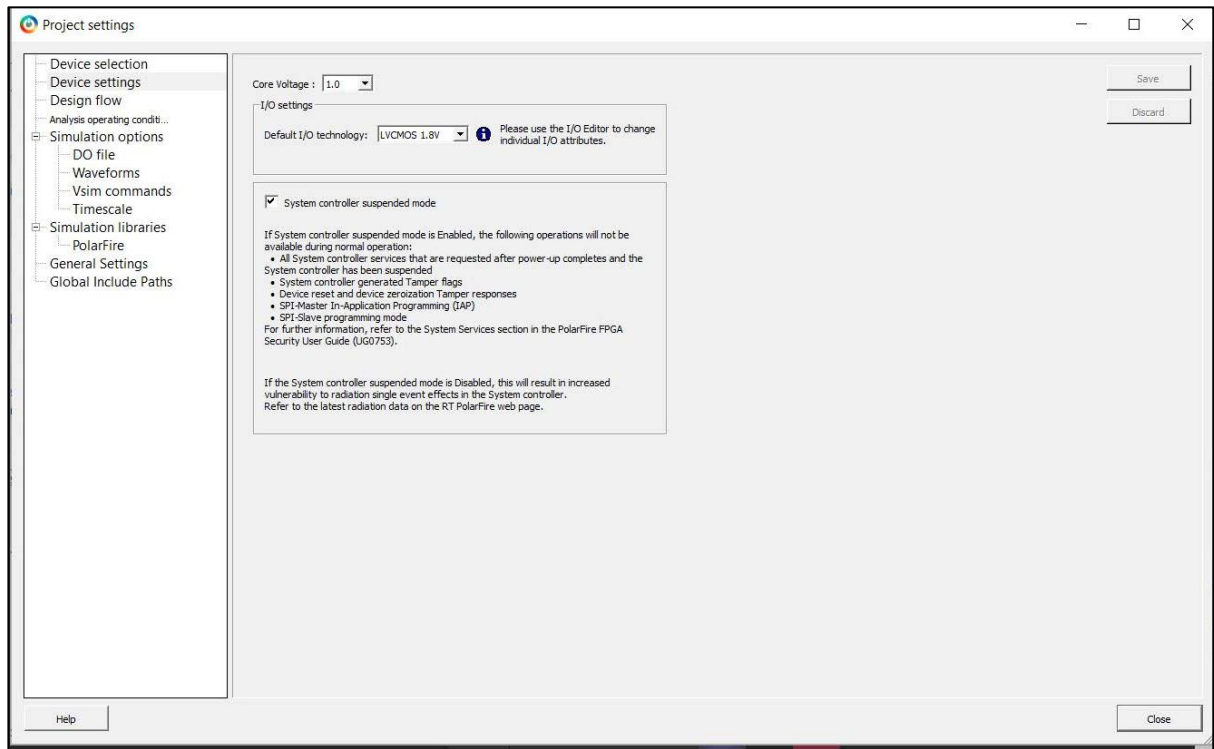 Project settings
Device selection
Device settings
Design flow
Analysis operating conditi...
Simulation options
DO file
Waveforms
Vsim commands
Timescale
Simulation libraries
PolarFire
General Settings
Global Include Paths
Core Voltage : 1.0
I/O settings
Default I/O technology: LVCMOS 1.8V
Please use the I/O Editor to change
individual I/O attributes.
System controller suspended mode
If System controller suspended mode is Enabled, the following operations will not be
available during normal operation:
• All System controller services that are requested after power-up completes and the
System controller has been suspended
• System controller generated Tamper flags
• Device reset and device zeroization Tamper responses
• SPI-Master In-Application Programming (IAP)
• SPI-Slave programming mode
For further information, refer to the System Services section in the PolarFire FPGA
Security User Guide (UG0753).
If the System controller suspended mode is Disabled, this will result in increased
vulnerability to radiation single event effects in the System controller.
Refer to the latest radiation data on the RT PolarFire web page.
Save
Discard
Help
Close